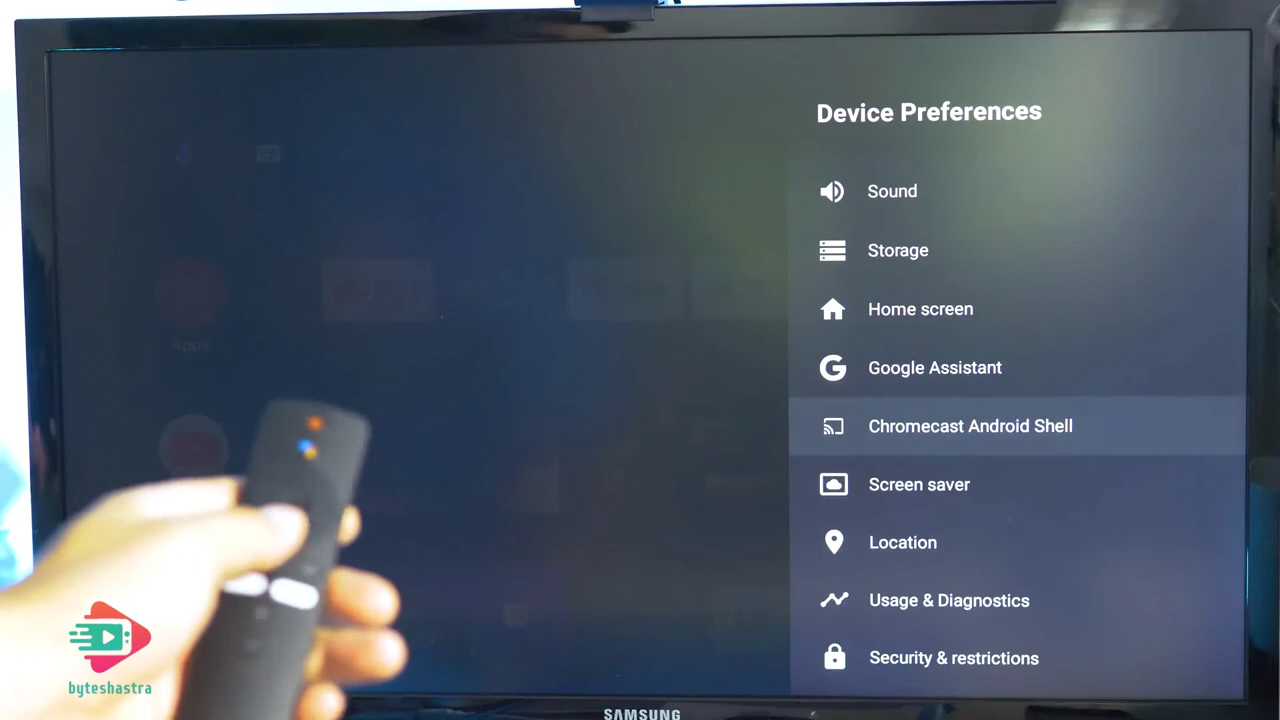 Device Preferences
Sound
Storage
Home screen
Google Assistant
Chromecast Android Shell
Screen saver
Location
Usage & Diagnostics
Security & restrictions
Apps
byteshastra
SAMSUNG